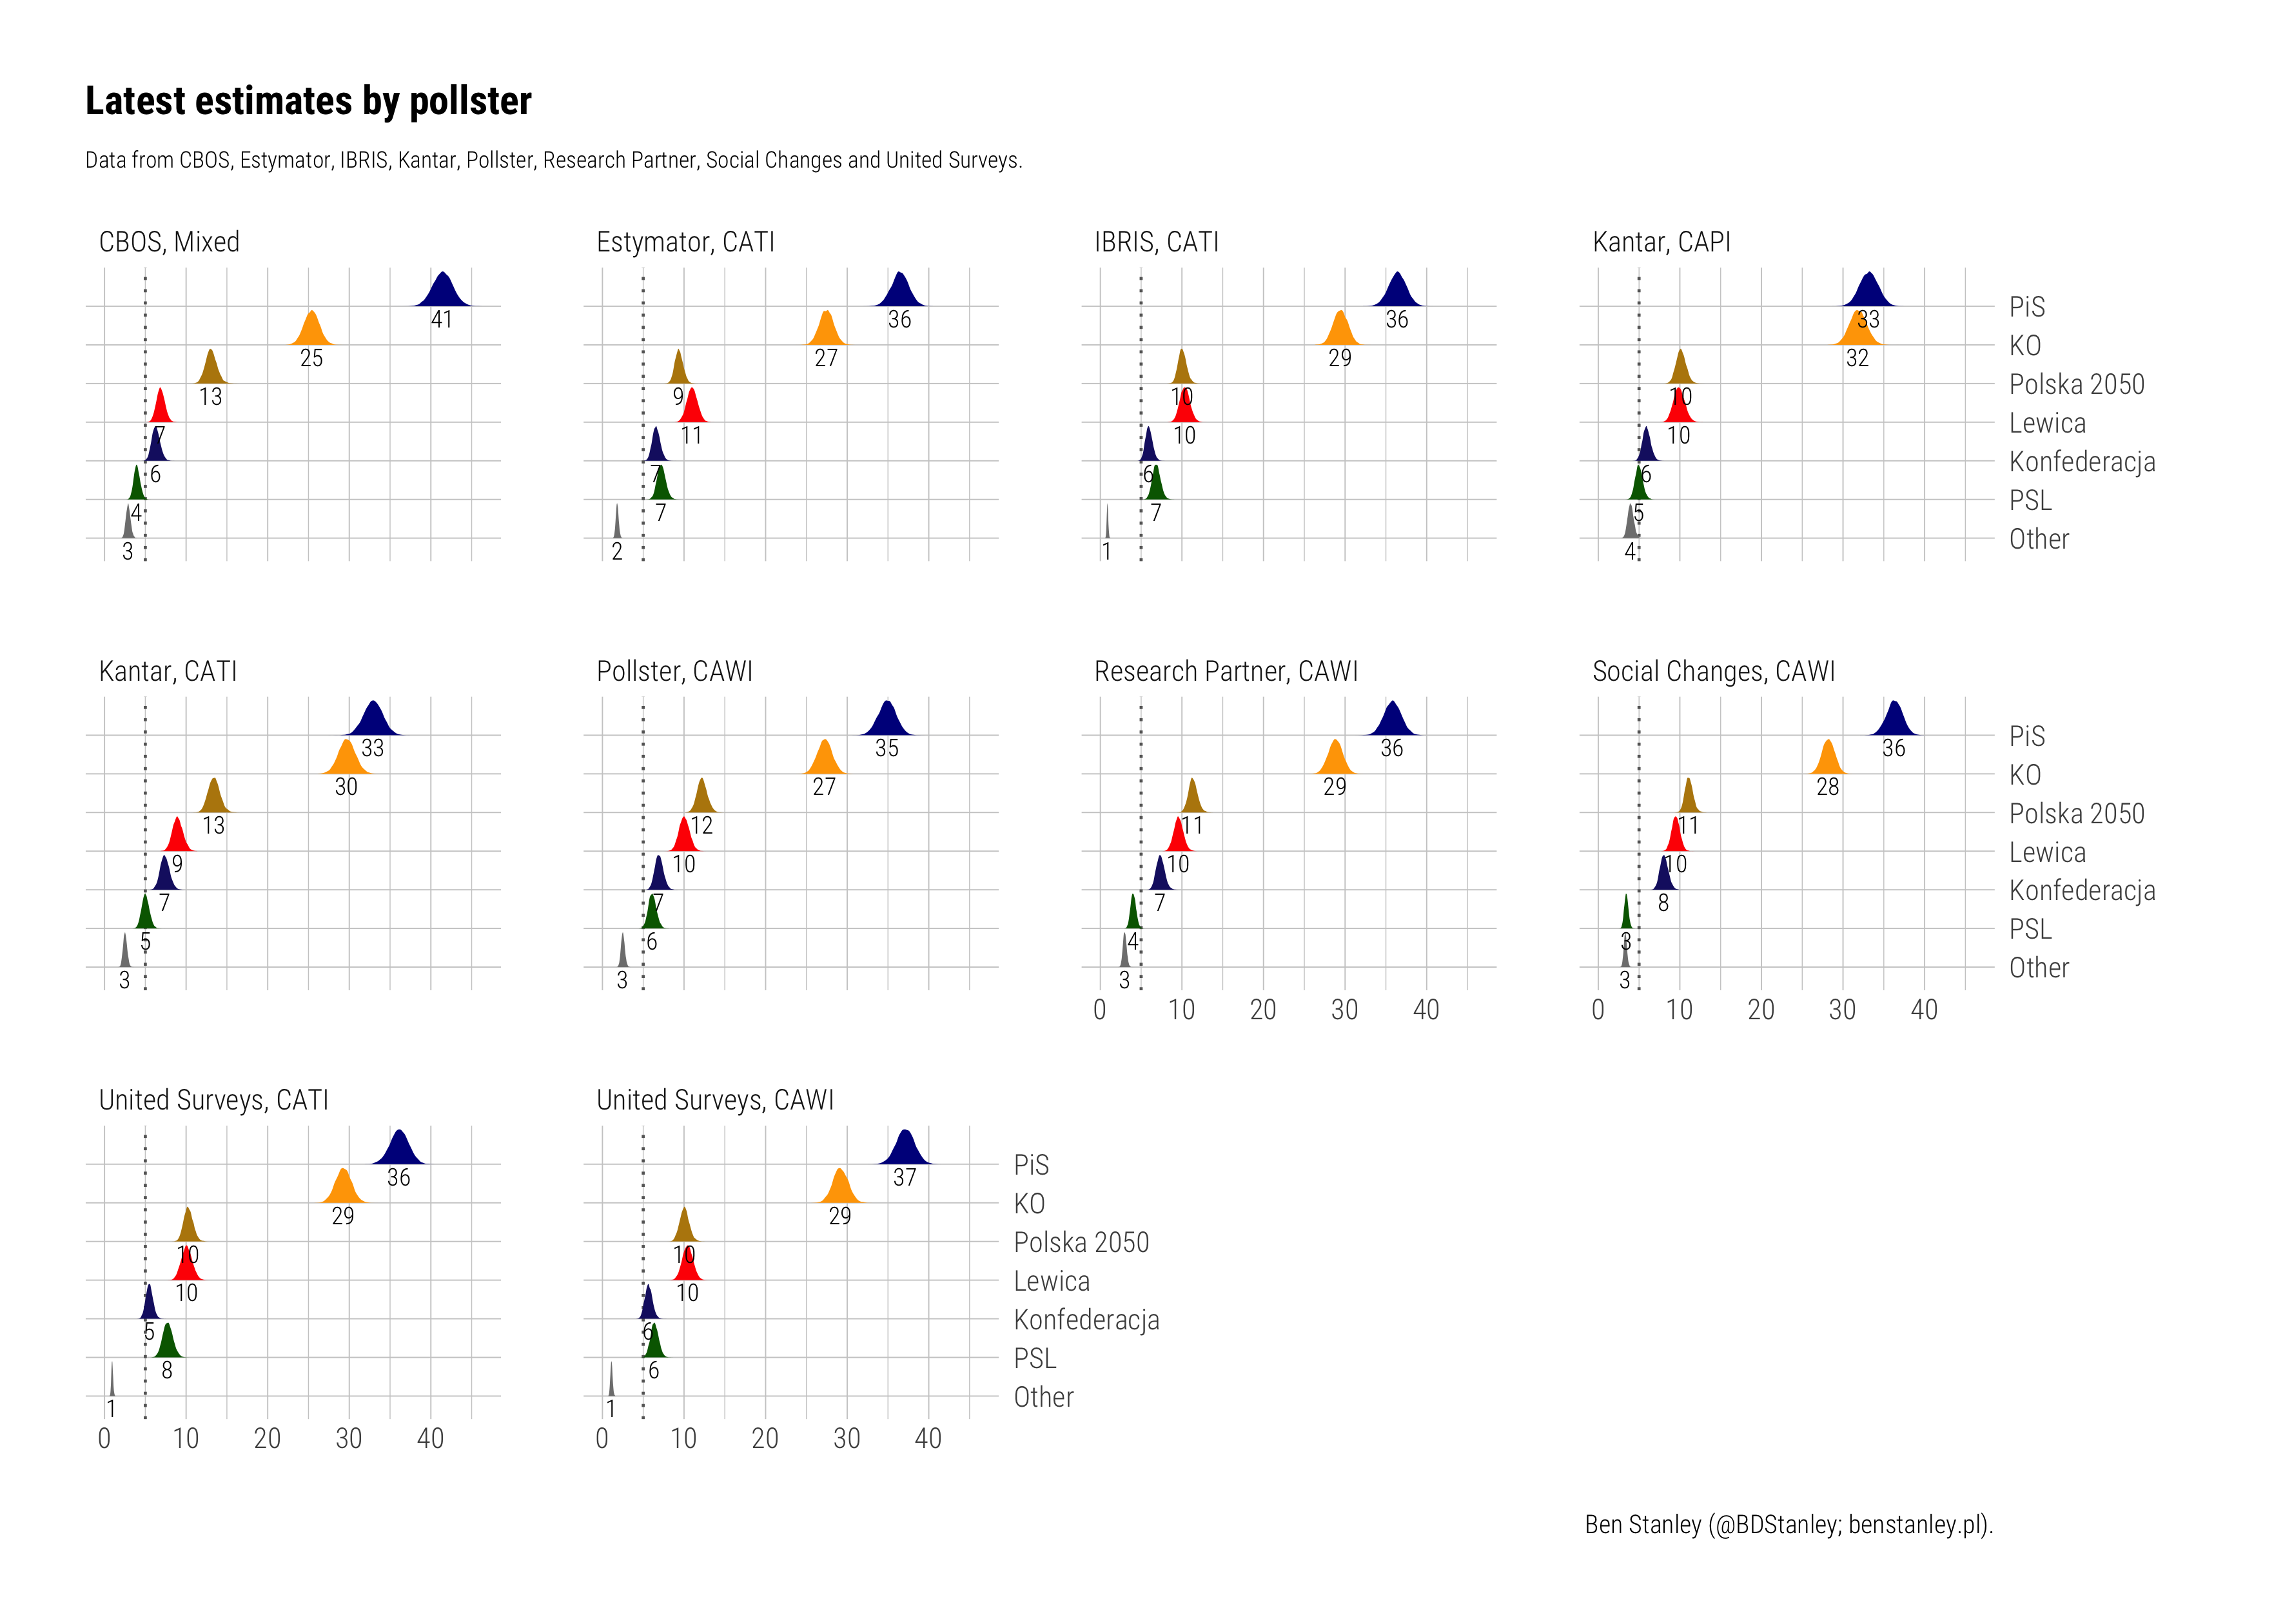 Latest estimates by pollster
Data from CBOS, Estymator, IBRIS, Kantar, Pollster, Research Partner, Social Changes and United Surveys.
CBOS, Mixed
41
25
13
7
6
4
3
Estymator, CATI
36
27
9
11
7
7
2
IBRIS, CATI
36
29
10
10
6
7
1
Kantar, CAPI
33
32
10
10
6
5
4
PiS
KO
Polska 2050
Lewica
Konfederacja
PSL
Other
Kantar, CATI
33
30
13
9
7
5
3
Pollster, CAWI
35
27
12
10
7
6
3
Research Partner, CAWI
36
29
11
10
7
4
3
0 10 20 30 40
Social Changes, CAWI
36
28
11
10
8
3
3
0 10 20 30 40
PiS
KO
Polska 2050
Lewica
Konfederacja
PSL
Other
United Surveys, CATI
36
29
10
10
5
8
1
0 10 20 30 40
United Surveys, CAWI
37
29
10
10
6
6
1
0 10 20 30 40
PiS
KO
Polska 2050
Lewica
Konfederacja
PSL
Other
Ben Stanley (@BDStanley; benstanley.pl).